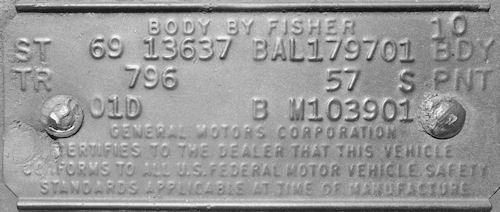 BODY BY FISHER 10
ST 69 13637 BAL179701 BDY
TR 796 57 S PNT
01D B M103901
GENERAL MOTORS CORPORATION
CERTIFIES TO THE DEALER THAT THIS VEHICLE
CONFORMS TO ALL U.S. FEDERAL MOTOR VEHICLE SAFETY
STANDARDS APPLICABLE AT TIME OF MANUFACTURE